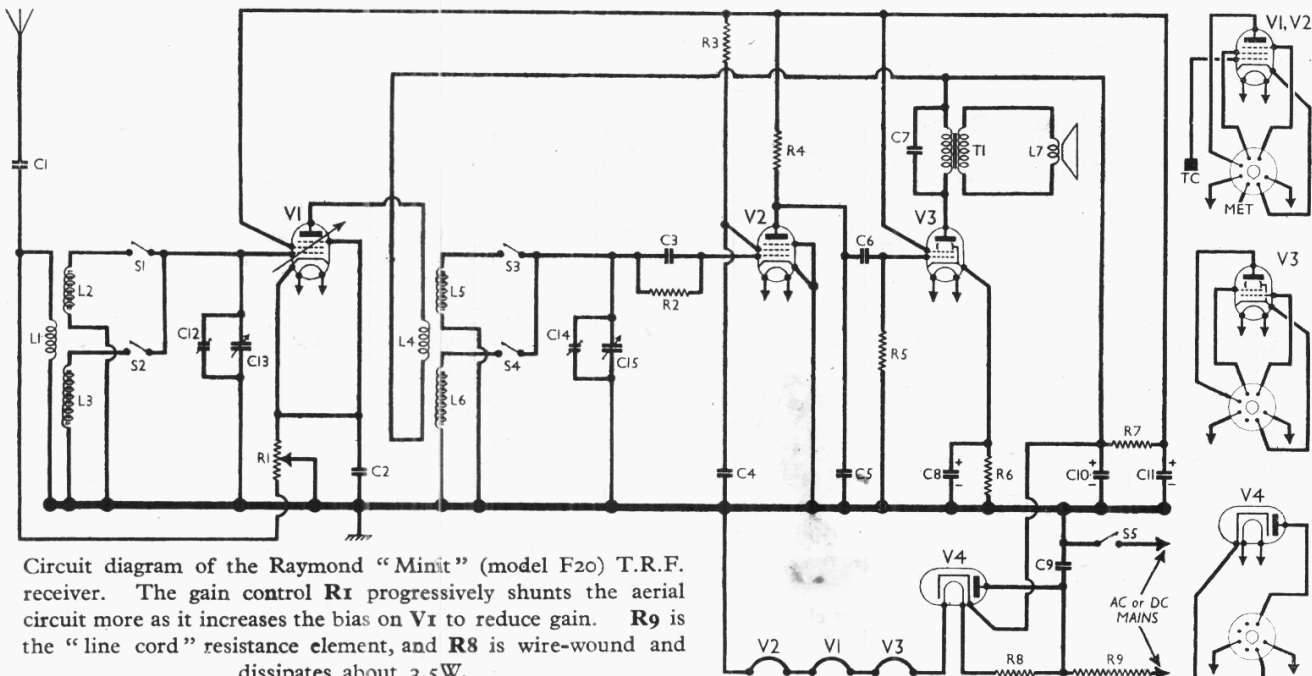 R3
V1, V2
C7
T1
L7
R4
C1
TC
MET
V1
V2
V3
C3
C6
S1
S3
V3
L2
L5
R2
C12
C13
C14
C15
L1
L4
R5
S2
S4
L3
L6
R7
R1
C2
C4
C5
C8
+
−
R6
C10
+
−
C11
+
−
V4
S5
V4
C9
AC or DC
MAINS
V2
V1
V3
R8
R9
Circuit diagram of the Raymond “Minit” (model F20) T.R.F.
receiver. The gain control R1 progressively shunts the aerial
circuit more as it increases the bias on V1 to reduce gain. R9 is
the “line cord” resistance element, and R8 is wire-wound and
dissipates about 3.5W.